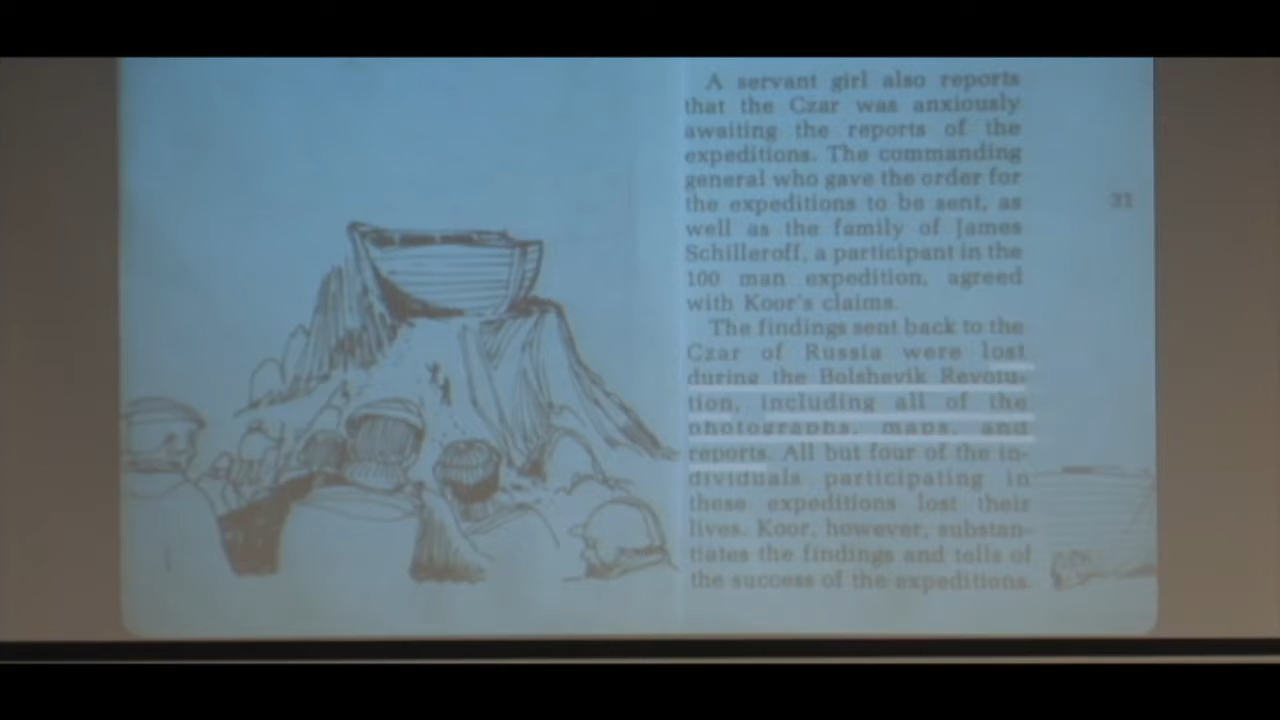 A servant girl also reports
that the Czar was anxiously
awaiting the reports of the
expeditions. The commanding
general who gave the order for
the expeditions to be sent, as
well as the family of James
Schilleroff, a participant in the
100 man expedition, agreed
with Koor's claims.
The findings sent back to the
Czar of Russia were lost
during the Bolshevik Revolu-
tion, including all of the
photographs, maps, and
reports. All but four of the in-
dividuals participating in
these expeditions lost their
lives. Koor, however, substan-
tiates the findings and tells of
the success of the expeditions.
31